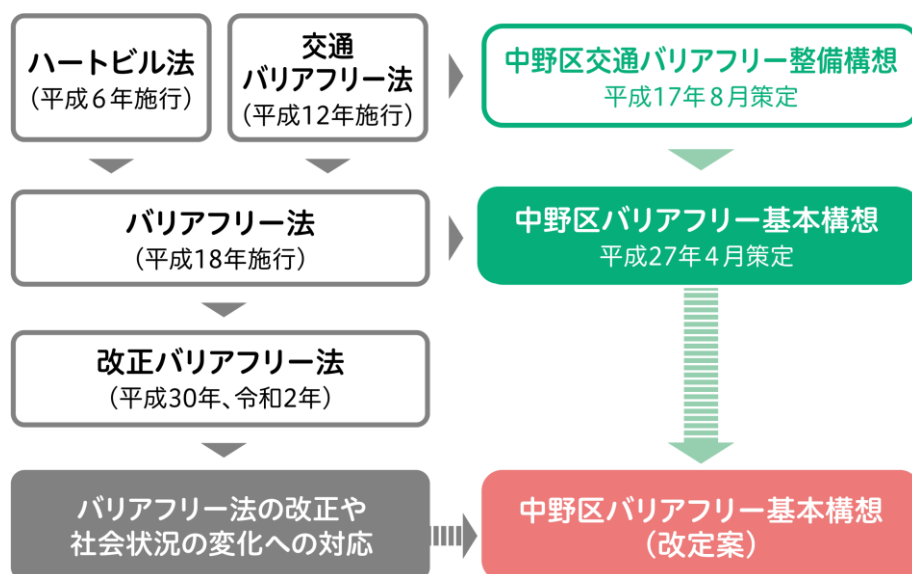 ハートビル法
（平成6年施行）
交通
バリアフリー法
（平成12年施行）
中野区交通バリアフリー整備構想
平成17年8月策定
バリアフリー法
（平成18年施行）
中野区バリアフリー基本構想
平成27年4月策定
改正バリアフリー法
（平成30年、令和2年）
バリアフリー法の改正や
社会状況の変化への対応
中野区バリアフリー基本構想
（改定案）